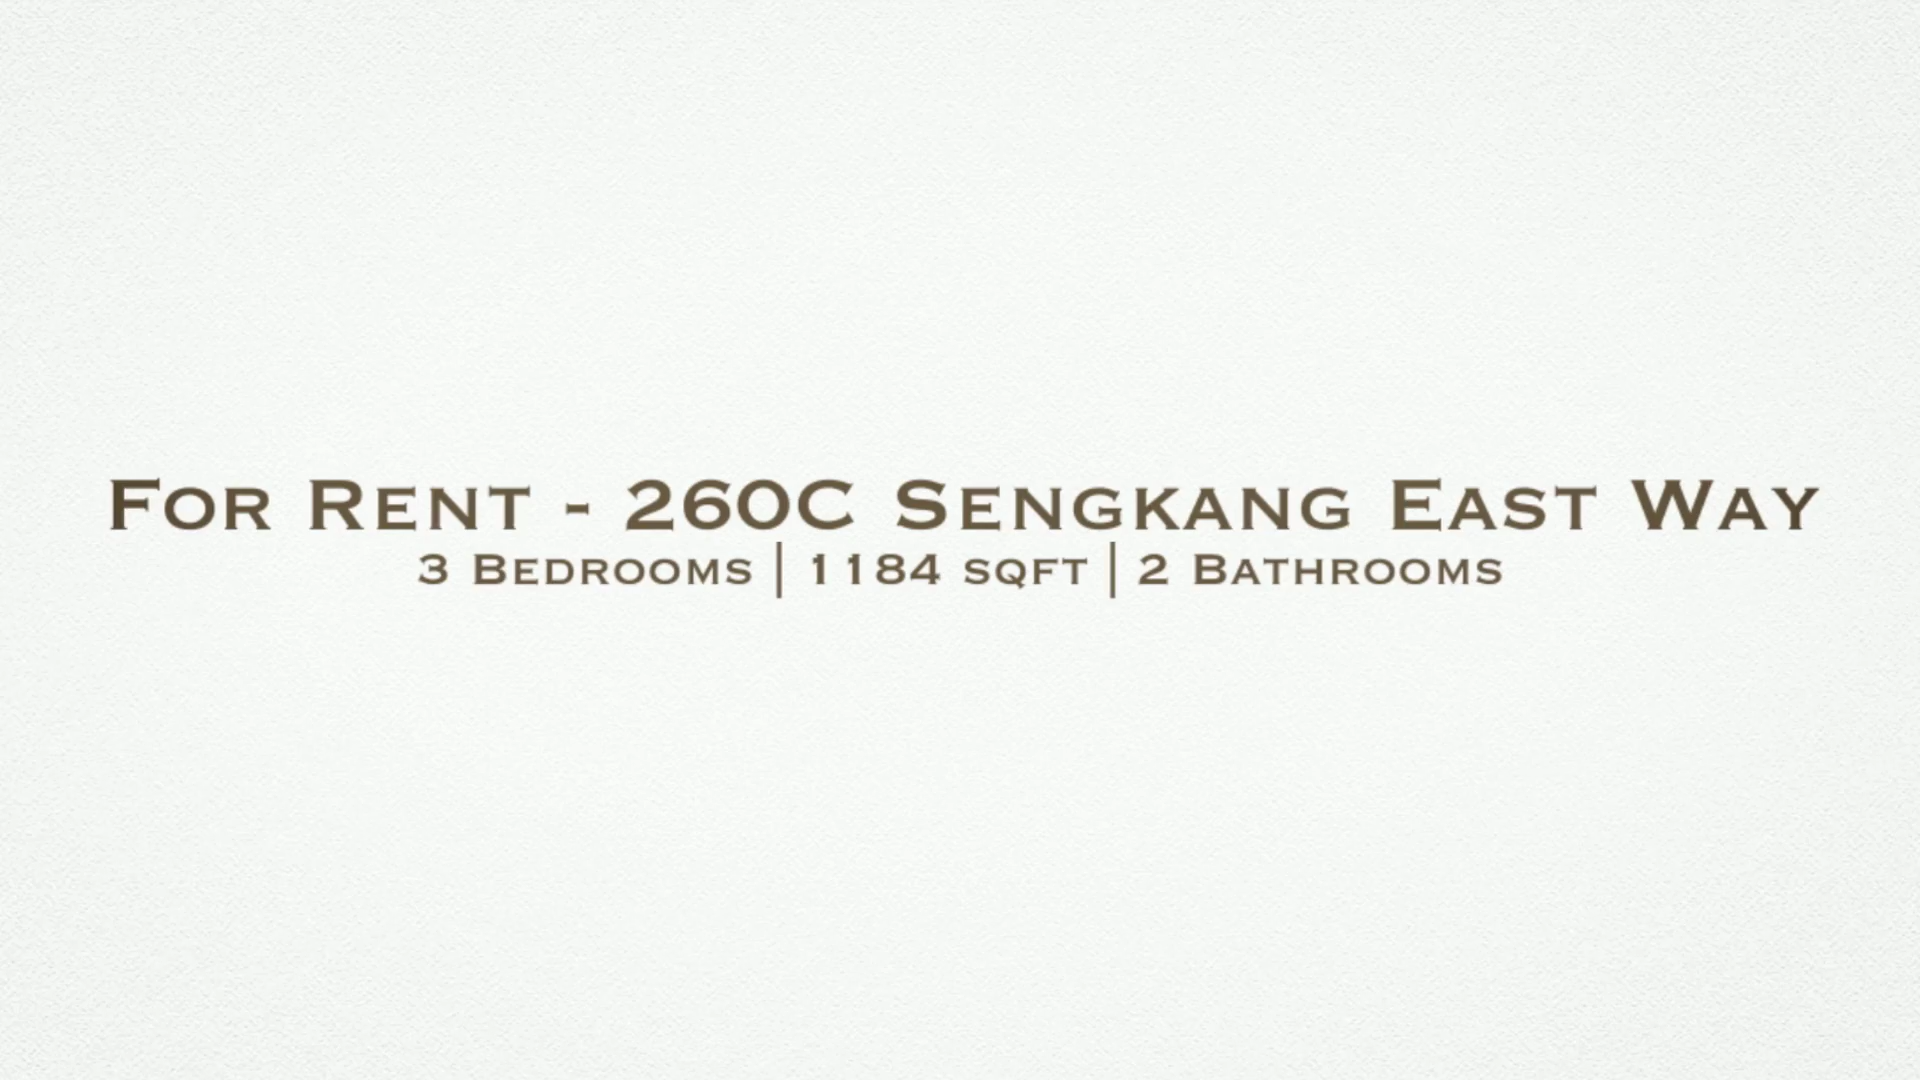 For Rent - 260C Sengkang East Way
3 Bedrooms | 1184 sqft | 2 Bathrooms